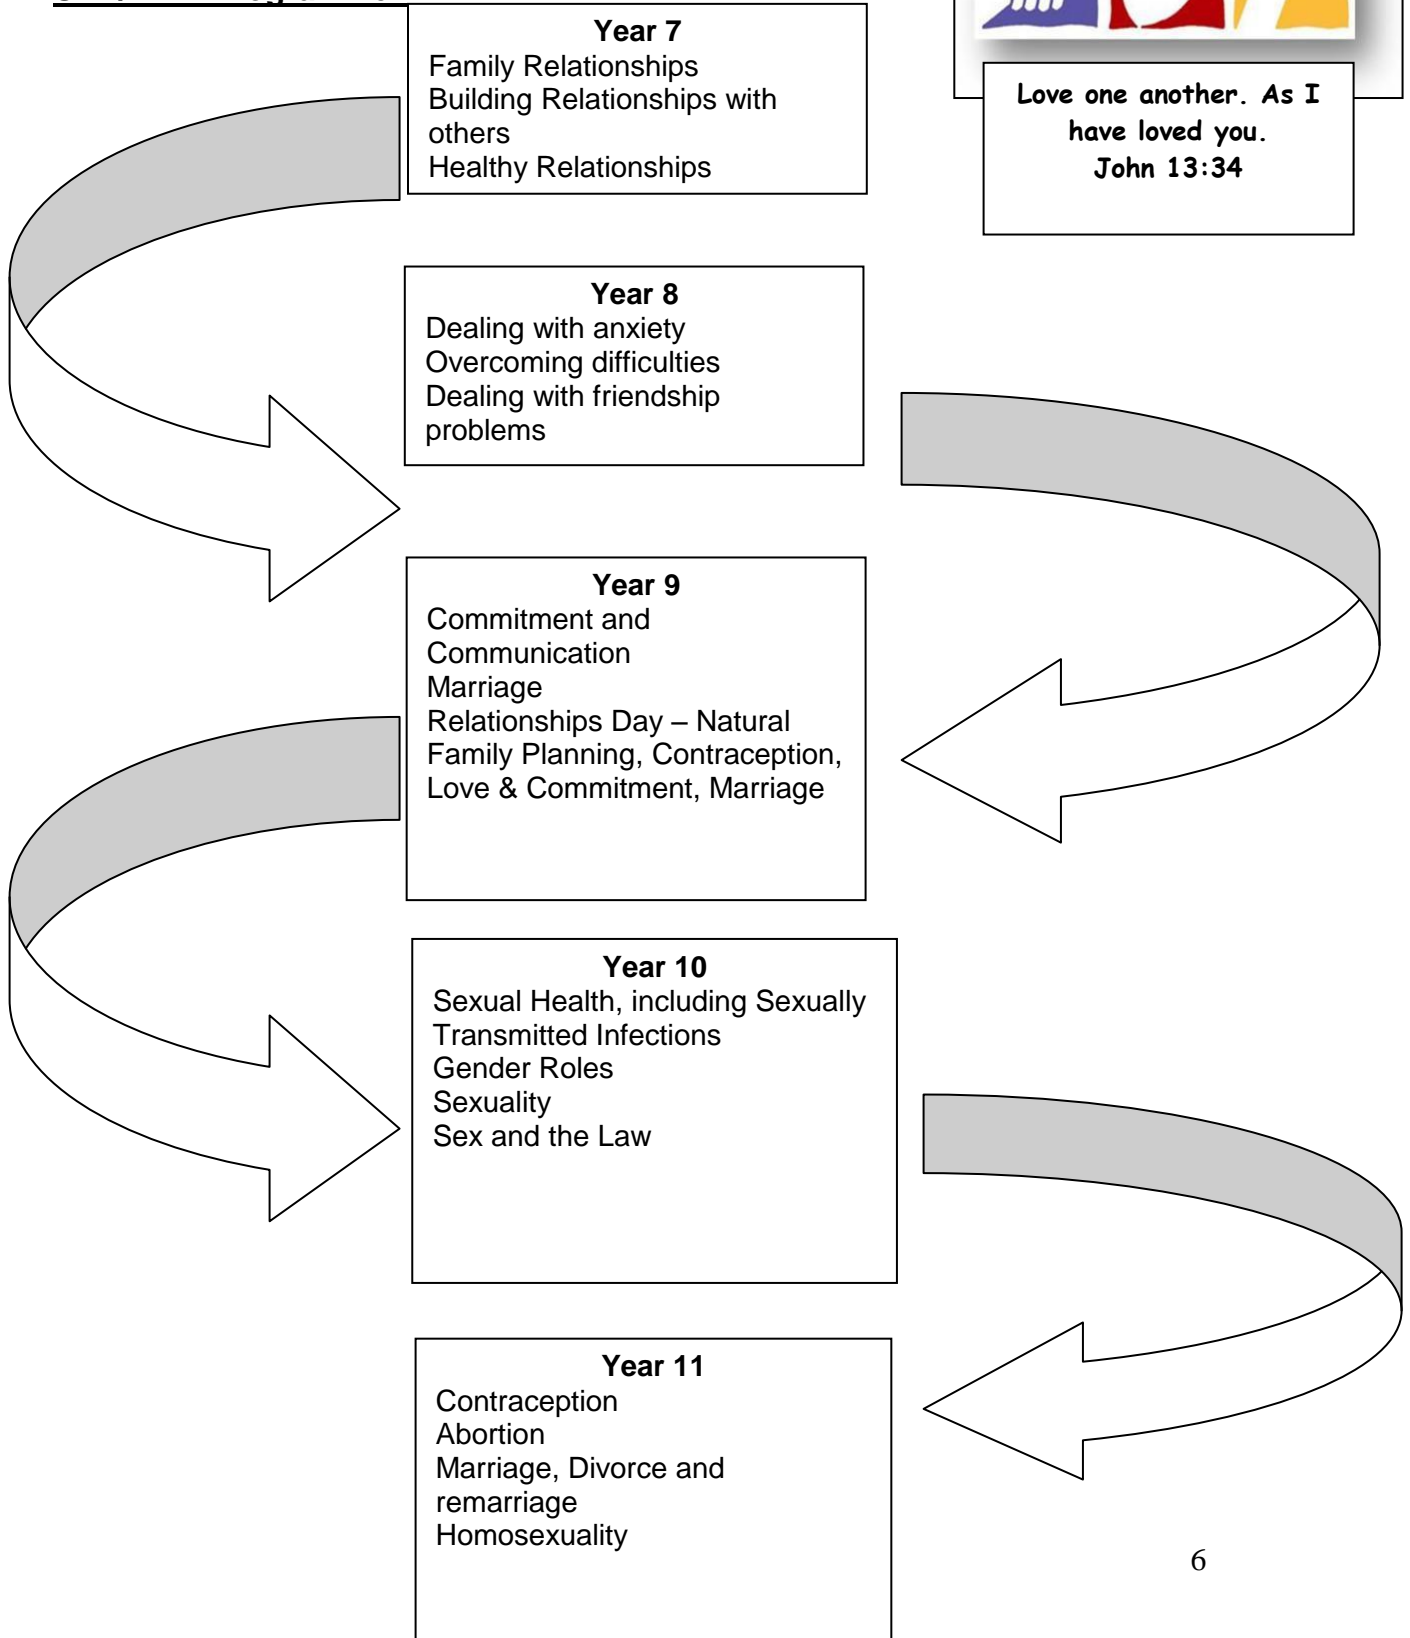 Year 7
Family Relationships
Building Relationships with
others
Healthy Relationships
Love one another. As I
have loved you.
John 13:34
Year 8
Dealing with anxiety
Overcoming difficulties
Dealing with friendship
problems
Year 9
Commitment and
Communication
Marriage
Relationships Day – Natural
Family Planning, Contraception,
Love & Commitment, Marriage
Year 10
Sexual Health, including Sexually
Transmitted Infections
Gender Roles
Sexuality
Sex and the Law
Year 11
Contraception
Abortion
Marriage, Divorce and
remarriage
Homosexuality
6